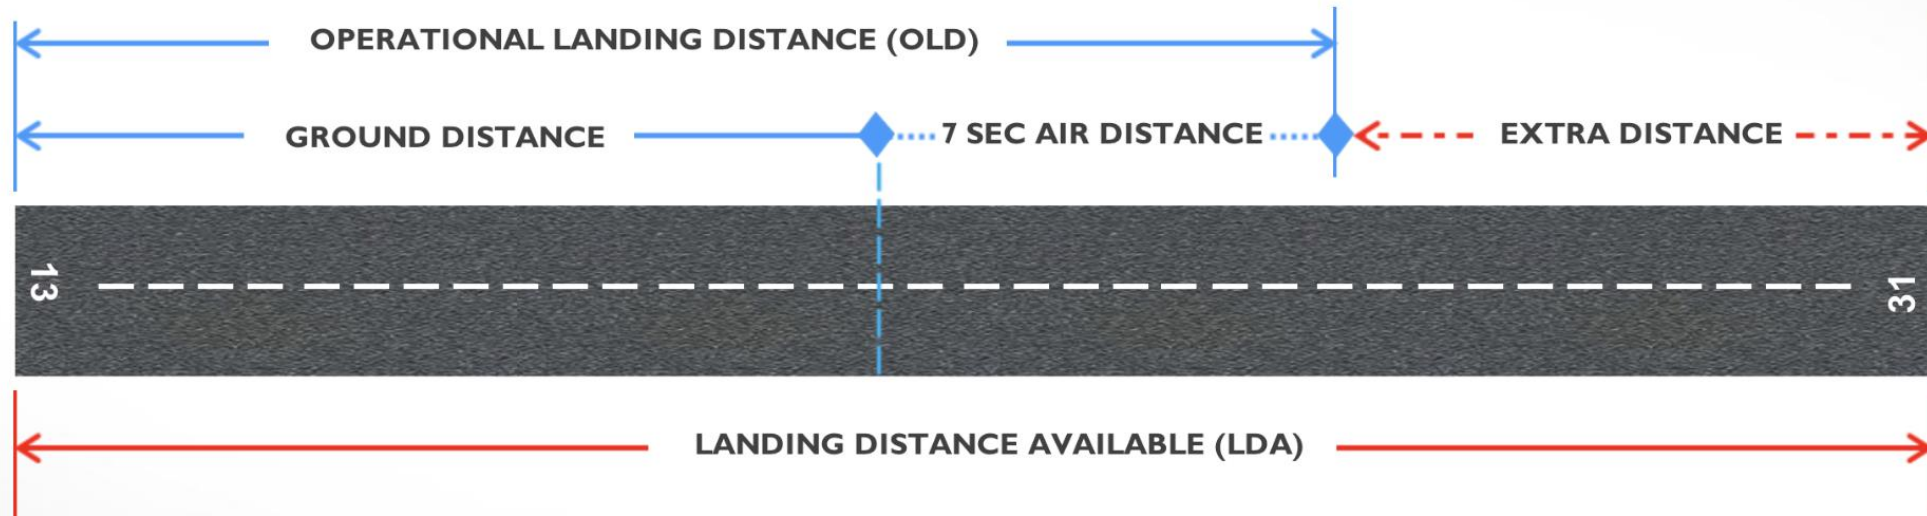 OPERATIONAL LANDING DISTANCE (OLD)
GROUND DISTANCE
7 SEC AIR DISTANCE
EXTRA DISTANCE
13
31
LANDING DISTANCE AVAILABLE (LDA)